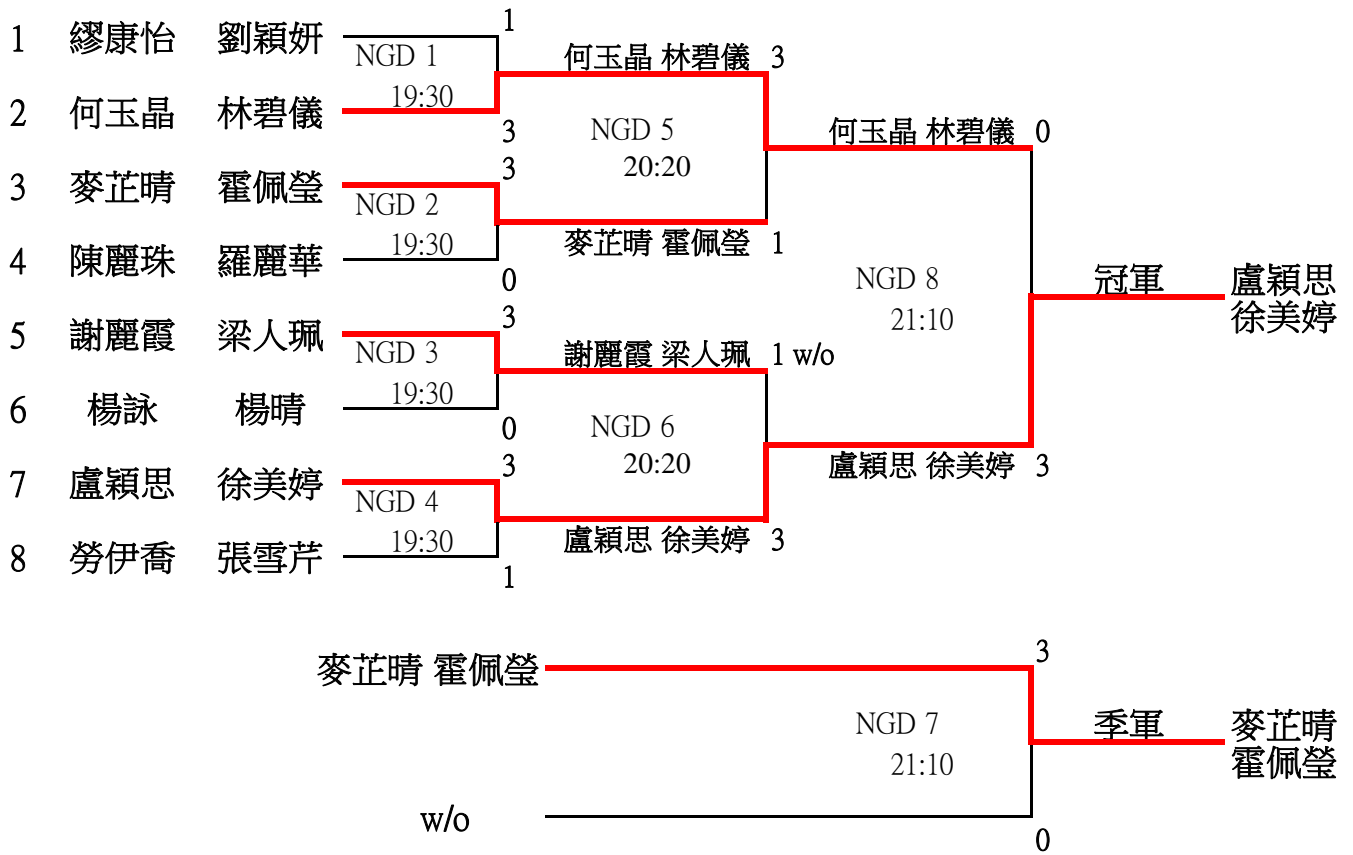 1 繆康怡 劉穎妍 1
NGD 1
19:30
何玉晶 林碧儀 3
2 何玉晶 林碧儀 3
NGD 5
20:20
何玉晶 林碧儀 0
3 麥芷晴 霍佩瑩 3
NGD 2
19:30
麥芷晴 霍佩瑩 1
4 陳麗珠 羅麗華 0
NGD 8
21:10
冠軍 盧穎思
徐美婷
5 謝麗霞 梁人珮 3
NGD 3
19:30
謝麗霞 梁人珮 1 w/o
6 楊詠 楊晴 0
NGD 6
20:20
盧穎思 徐美婷 3
7 盧穎思 徐美婷 3
NGD 4
19:30
盧穎思 徐美婷 3
8 勞伊喬 張雪芹 1
麥芷晴 霍佩瑩 3
NGD 7
21:10
季軍 麥芷晴
霍佩瑩
w/o 0